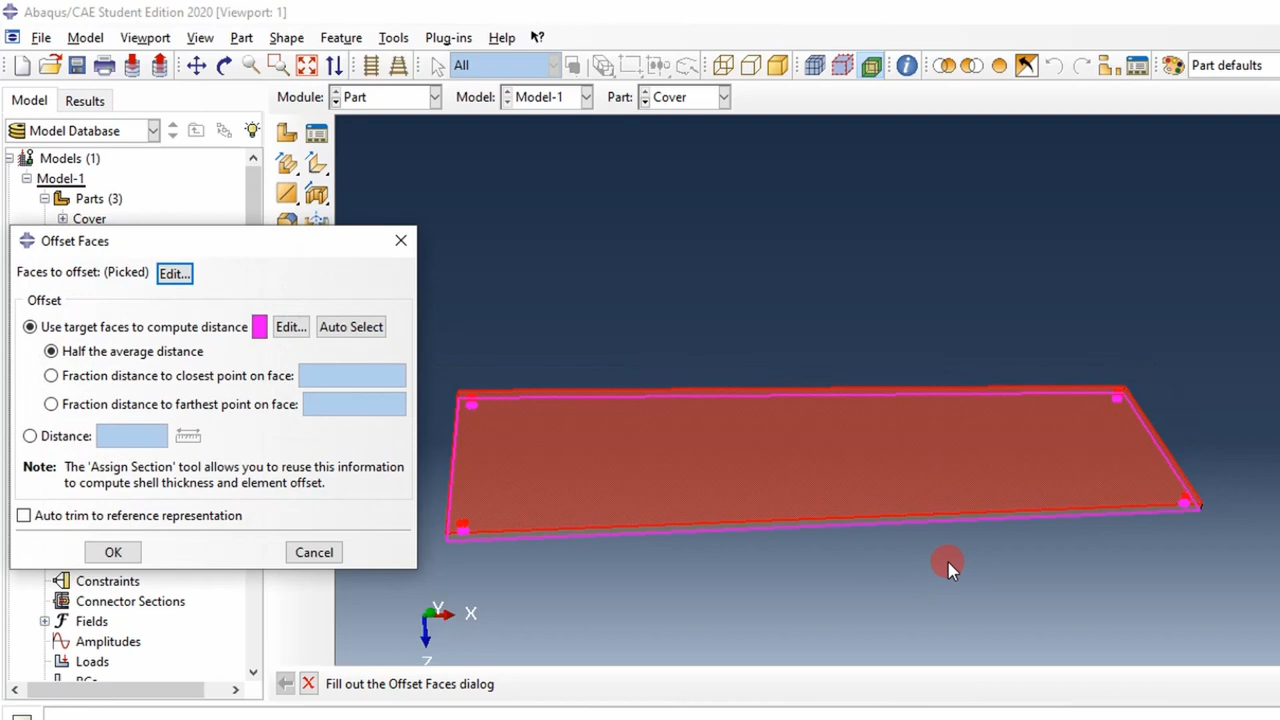 Abaqus/CAE Student Edition 2020 [Viewport: 1]
File Model Viewport View Part Shape Feature Tools Plug-ins Help
All
Part defaults
Model Results
Module: Part Model: Model-1 Part: Cover
Model Database
Models (1)
Model-1
Parts (3)
Cover
Offset Faces
Faces to offset: (Picked) Edit...
Offset
Use target faces to compute distance Edit... Auto Select
Half the average distance
Fraction distance to closest point on face:
Fraction distance to farthest point on face:
Distance:
Note: The 'Assign Section' tool allows you to reuse this information
to compute shell thickness and element offset.
Auto trim to reference representation
OK Cancel
Constraints
Connector Sections
Fields
Amplitudes
Loads
Y
X
Z
Fill out the Offset Faces dialog